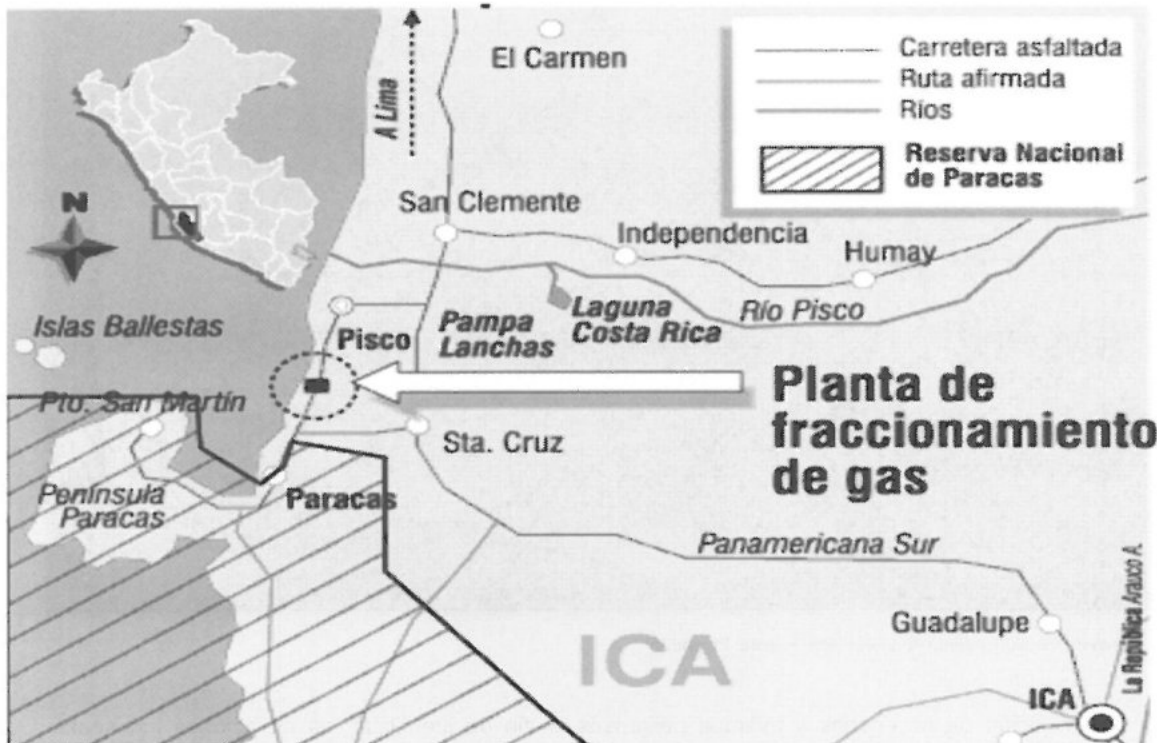 El Carmen
A Lima
Carretera asfaltada
Ruta afirmada
Ríos
Reserva Nacional
de Paracas
N
San Clemente
Independencia
Humay
Islas Ballestas
Pisco
Pampa
Lanchas
Laguna
Costa Rica
Río Pisco
Planta de
fraccionamiento
de gas
Pto. San Martín
Sta. Cruz
Península
Paracas
Paracas
Panamericana Sur
Guadalupe
ICA
ICA
La República Arauco A.